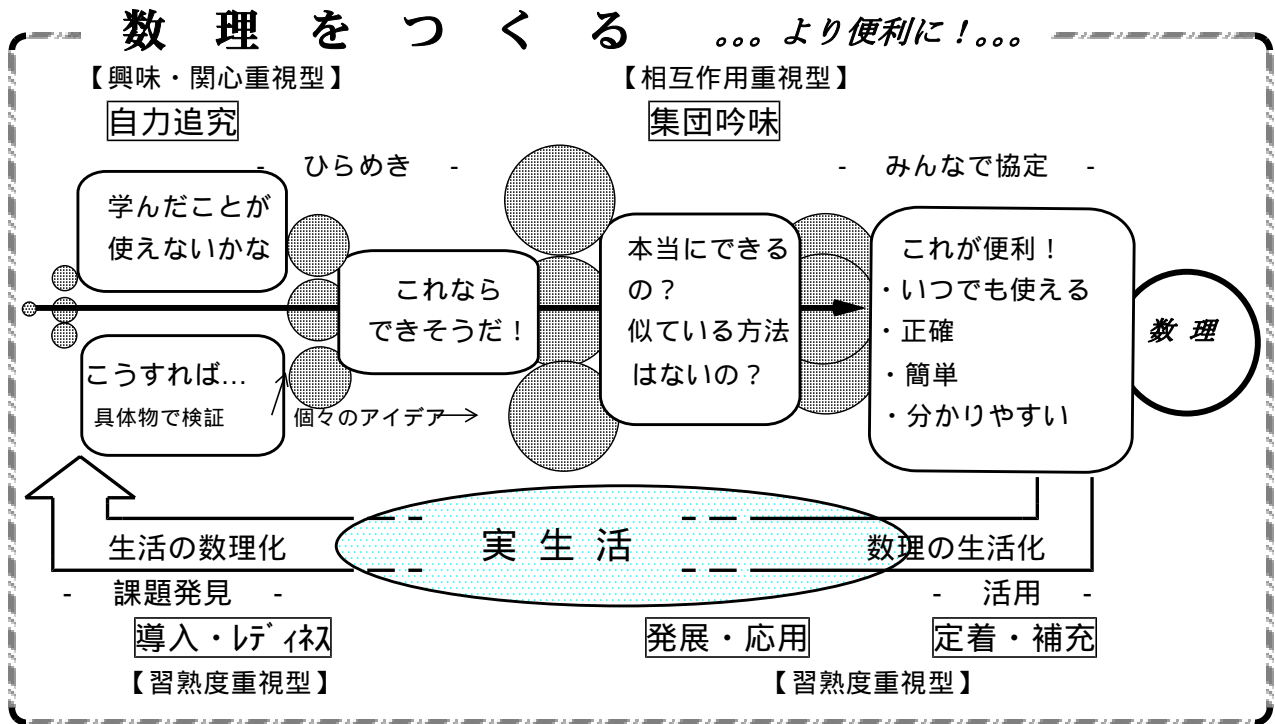 数理をつくる
｡｡｡より便利に！｡｡｡
【興味・関心重視型】
自力追究
【相互作用重視型】
集団吟味
- ひらめき -
- みんなで協定 -
学んだことが
使えないかな
こうすれば…
具体物で検証
個々のアイデア
これなら
できそうだ！
本当にできる
の？
似ている方法
はないの？
これが便利！
・いつでも使える
・正確
・簡単
・分かりやすい
数理
生活の数理化
実生活
数理の生活化
- 課題発見 -
- 活用 -
導入・ﾚﾃﾞｨﾈｽ
発展・応用
定着・補充
【習熟度重視型】
【習熟度重視型】